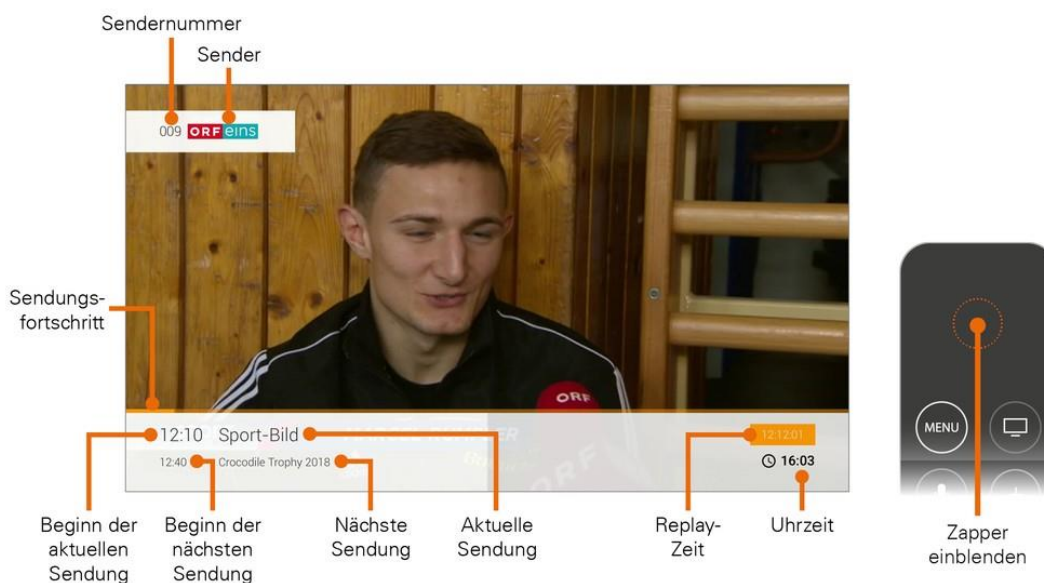 Sendernummer
Sender
009 ORF eins
Sendungs-
fortschritt
ORF
12:10 Sport-Bild
12:12:01
12:40 Crocodile Trophy 2018
16:03
MENU
Beginn der
aktuellen
Sendung
Beginn der
nächsten
Sendung
Nächste
Sendung
Aktuelle
Sendung
Replay-
Zeit
Uhrzeit
Zapper
einblenden